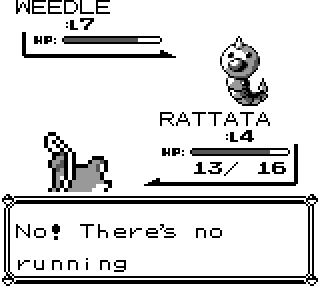 WEEDLE
:L7
HP:
RATTATA
:L4
HP:
13/ 16
No! There's no
running